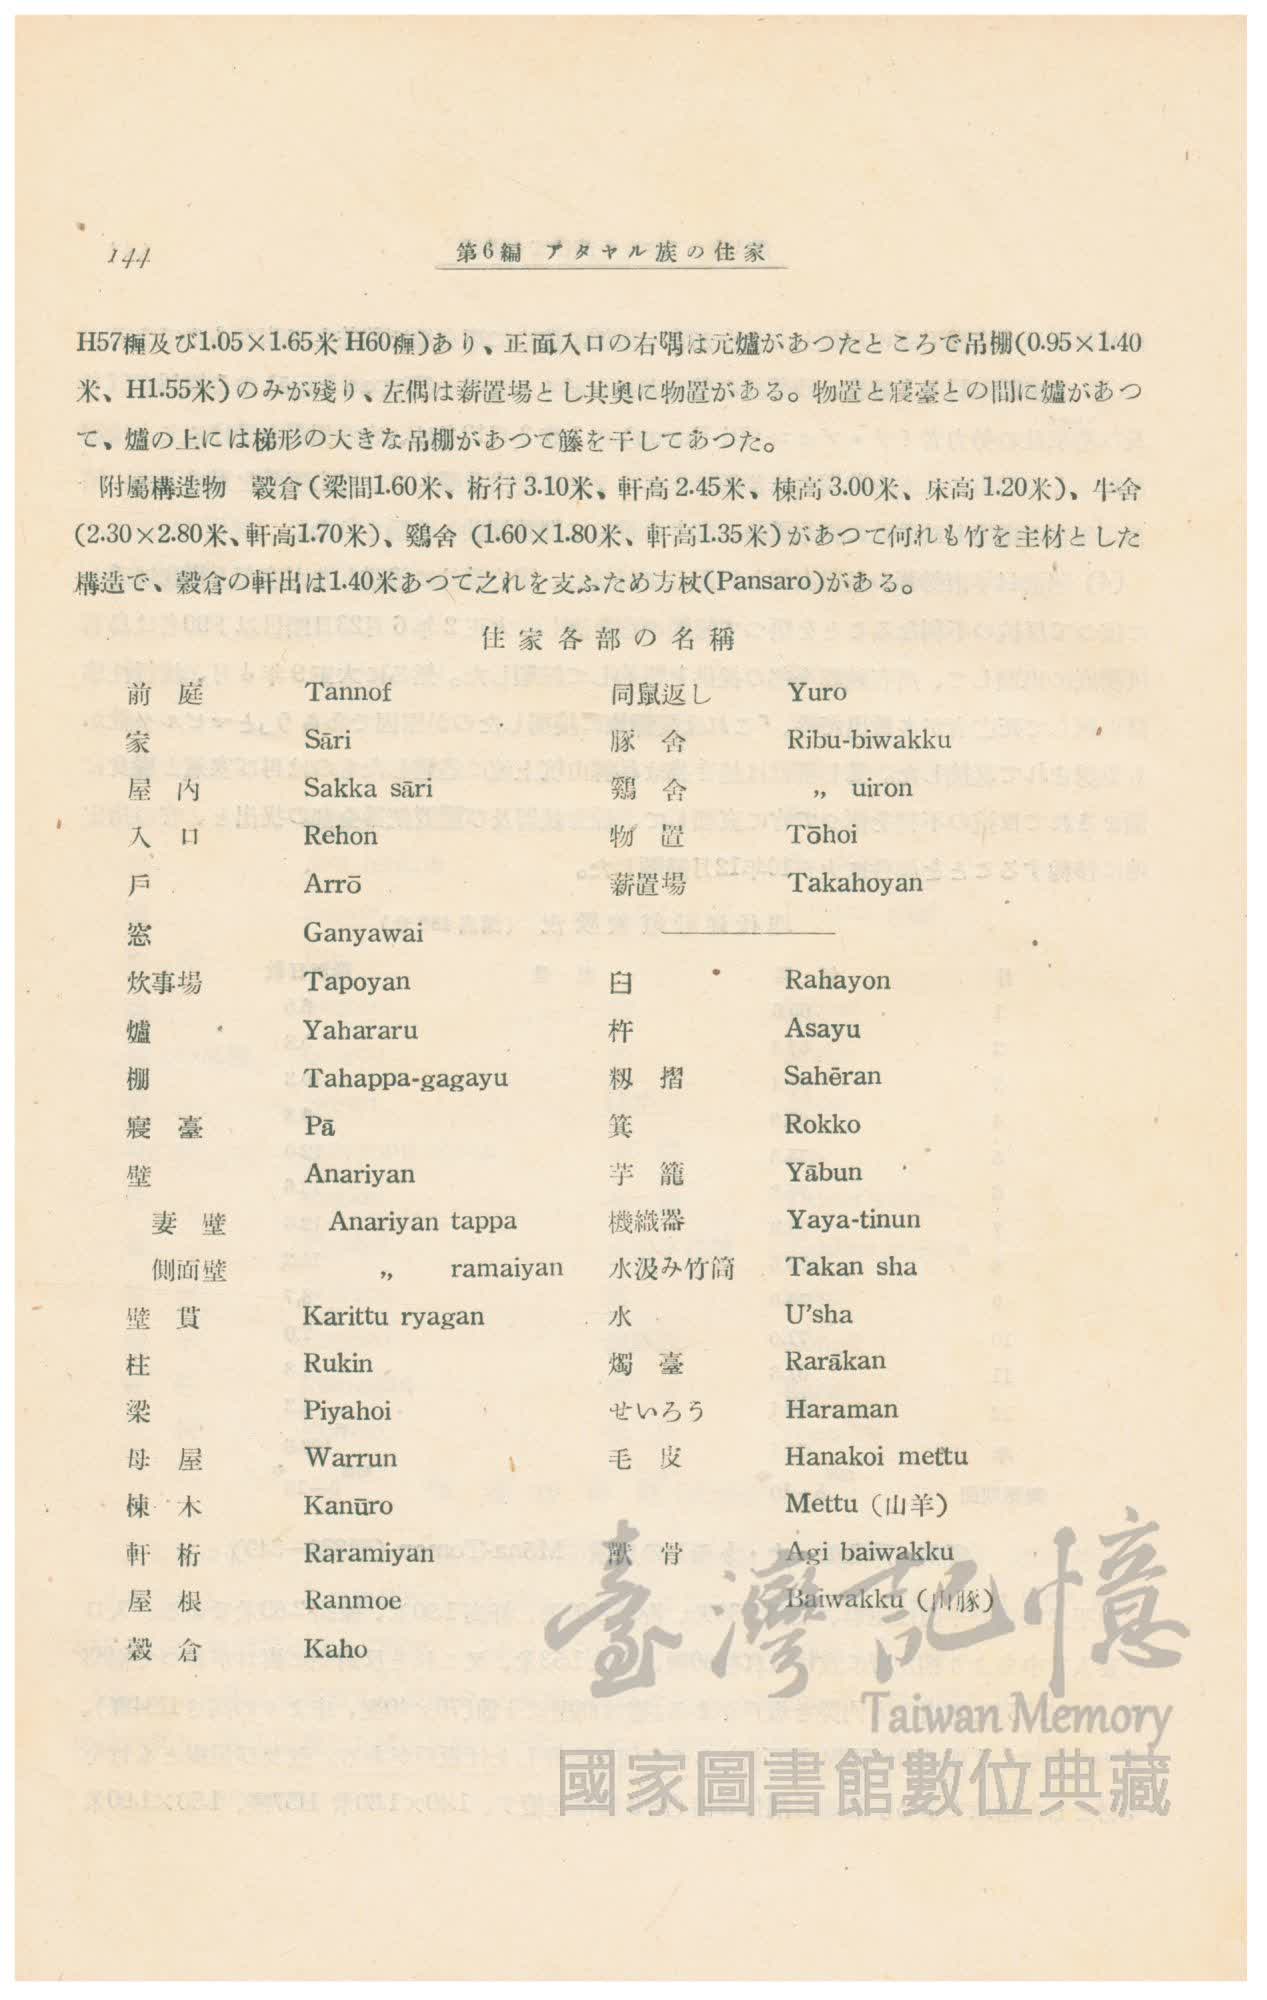 144
第6編 アタヤル族の住家
H57糎及び1.05×1.65米H60糎)あり、正面入口の右隅は元爐があつたところで吊棚(0.95×1.40
米、H1.55米)のみが殘り、左偶は薪置場とし其奥に物置がある。物置と寢臺との間に爐があつ
て、爐の上には梯形の大きな吊棚があつて籐を干してあつた。
附屬構造物 穀倉(梁間1.60米、桁行3.10米、軒高2.45米、棟高3.00米、床高1.20米)、牛舍
(2.30×2.80米、軒高1.70米)、鷄舍 (1.60×1.80米、軒高1.35米)があつて何れも竹を主材とした
構造で、穀倉の軒出は1.40米あつて之れを支ふため方杖(Pansaro)がある。
住家各部の名稱
前庭 Tannof
家 Sāri
屋内 Sakka sāri
入口 Rehon
戶 Arrō
窓 Ganyawai
炊事場 Tapoyan
爐 Yahararu
棚 Tahappa-gagayu
寢臺 Pā
壁 Anariyan
妻壁 Anariyan tappa
側面壁 „ ramaiyan
壁貫 Karittu ryagan
柱 Rukin
梁 Piyahoi
母屋 Warrun
棟木 Kanūro
軒桁 Raramiyan
屋根 Ranmoe
穀倉 Kaho
同鼠返し Yuro
豚舍 Ribu-biwakku
鷄舍 „ uiron
物置 Tōhoi
薪置場 Takahoyan
臼 Rahayon
杵 Asayu
籾摺 Sahēran
箕 Rokko
芋籠 Yābun
機織器 Yaya-tinun
水汲み竹筒 Takan sha
水 U'sha
燭臺 Rarākan
せいろう Haraman
毛皮 Hanakoi mettu
Mettu (山羊)
獸骨 Agi baiwakku
Baiwakku (山豚)
臺灣記憶
Taiwan Memory
國家圖書館數位典藏